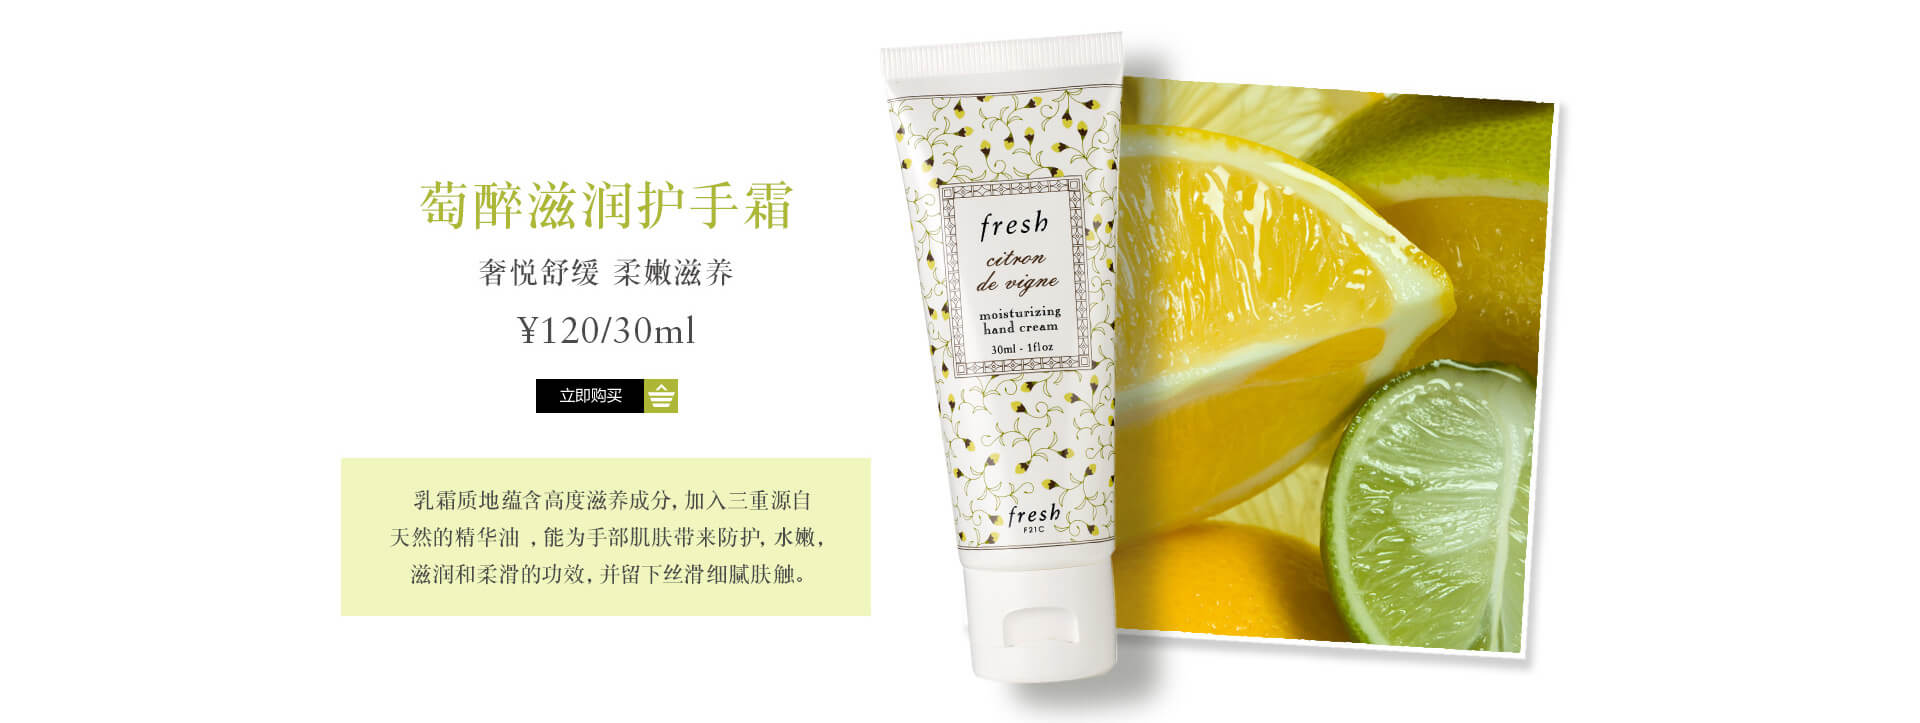 萄醉滋润护手霜
奢悦舒缓 柔嫩滋养
¥120/30ml
立即购买
乳霜质地蕴含高度滋养成分，加入三重源自
天然的精华油 ，能为手部肌肤带来防护，水嫩，
滋润和柔滑的功效，并留下丝滑细腻肤触。
fresh
citron
de vigne
moisturizing
hand cream
30ml - 1floz
fresh
F21C